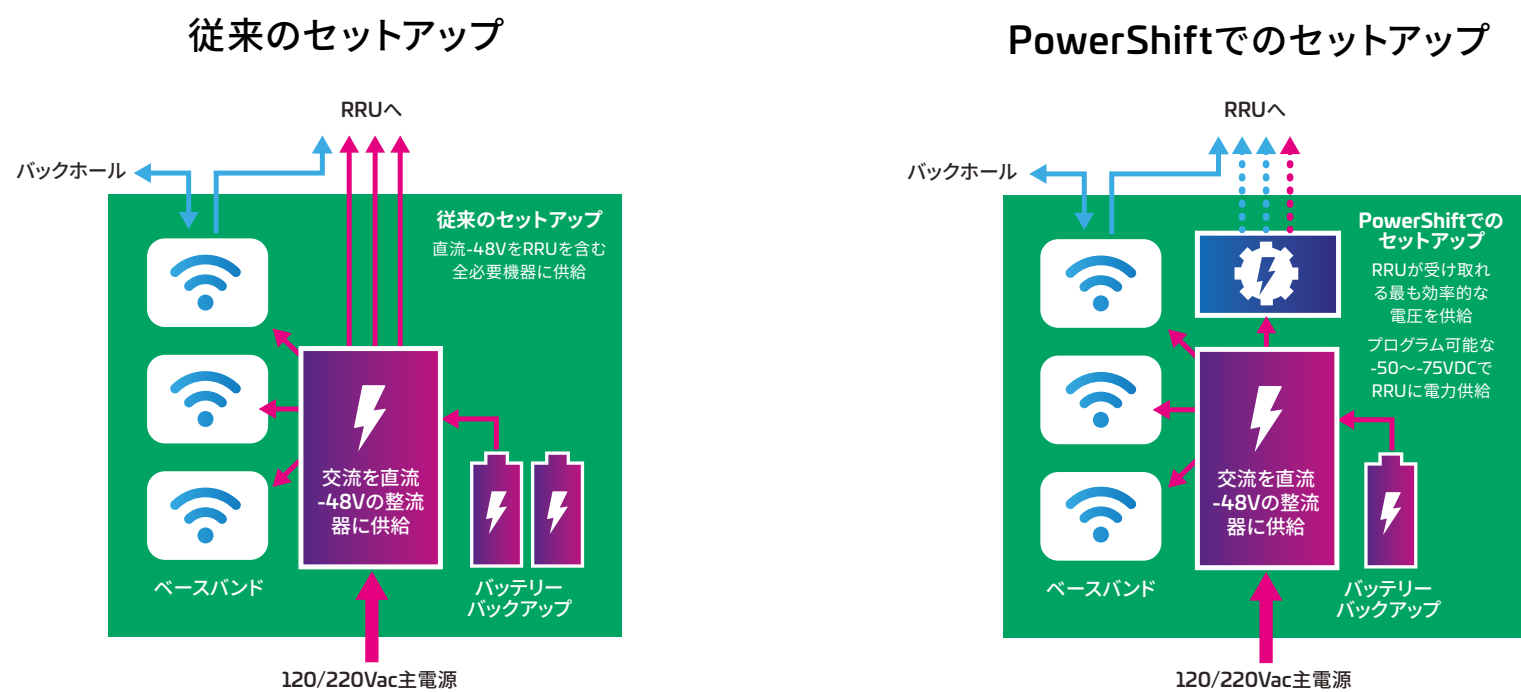 従来のセットアップ
RRUへ
バックホール
従来のセットアップ
直流-48VをRRUを含む
全必要機器に供給
交流を直流
-48Vの整流
器に供給
ベースバンド
バッテリー
バックアップ
120/220Vac主電源
PowerShiftでのセットアップ
RRUへ
バックホール
PowerShiftでの
セットアップ
RRUが受け取れ
る最も効率的な
電圧を供給
プログラム可能な
-50～-75VDCで
RRUに電力供給
交流を直流
-48Vの整流
器に供給
ベースバンド
バッテリー
バックアップ
120/220Vac主電源